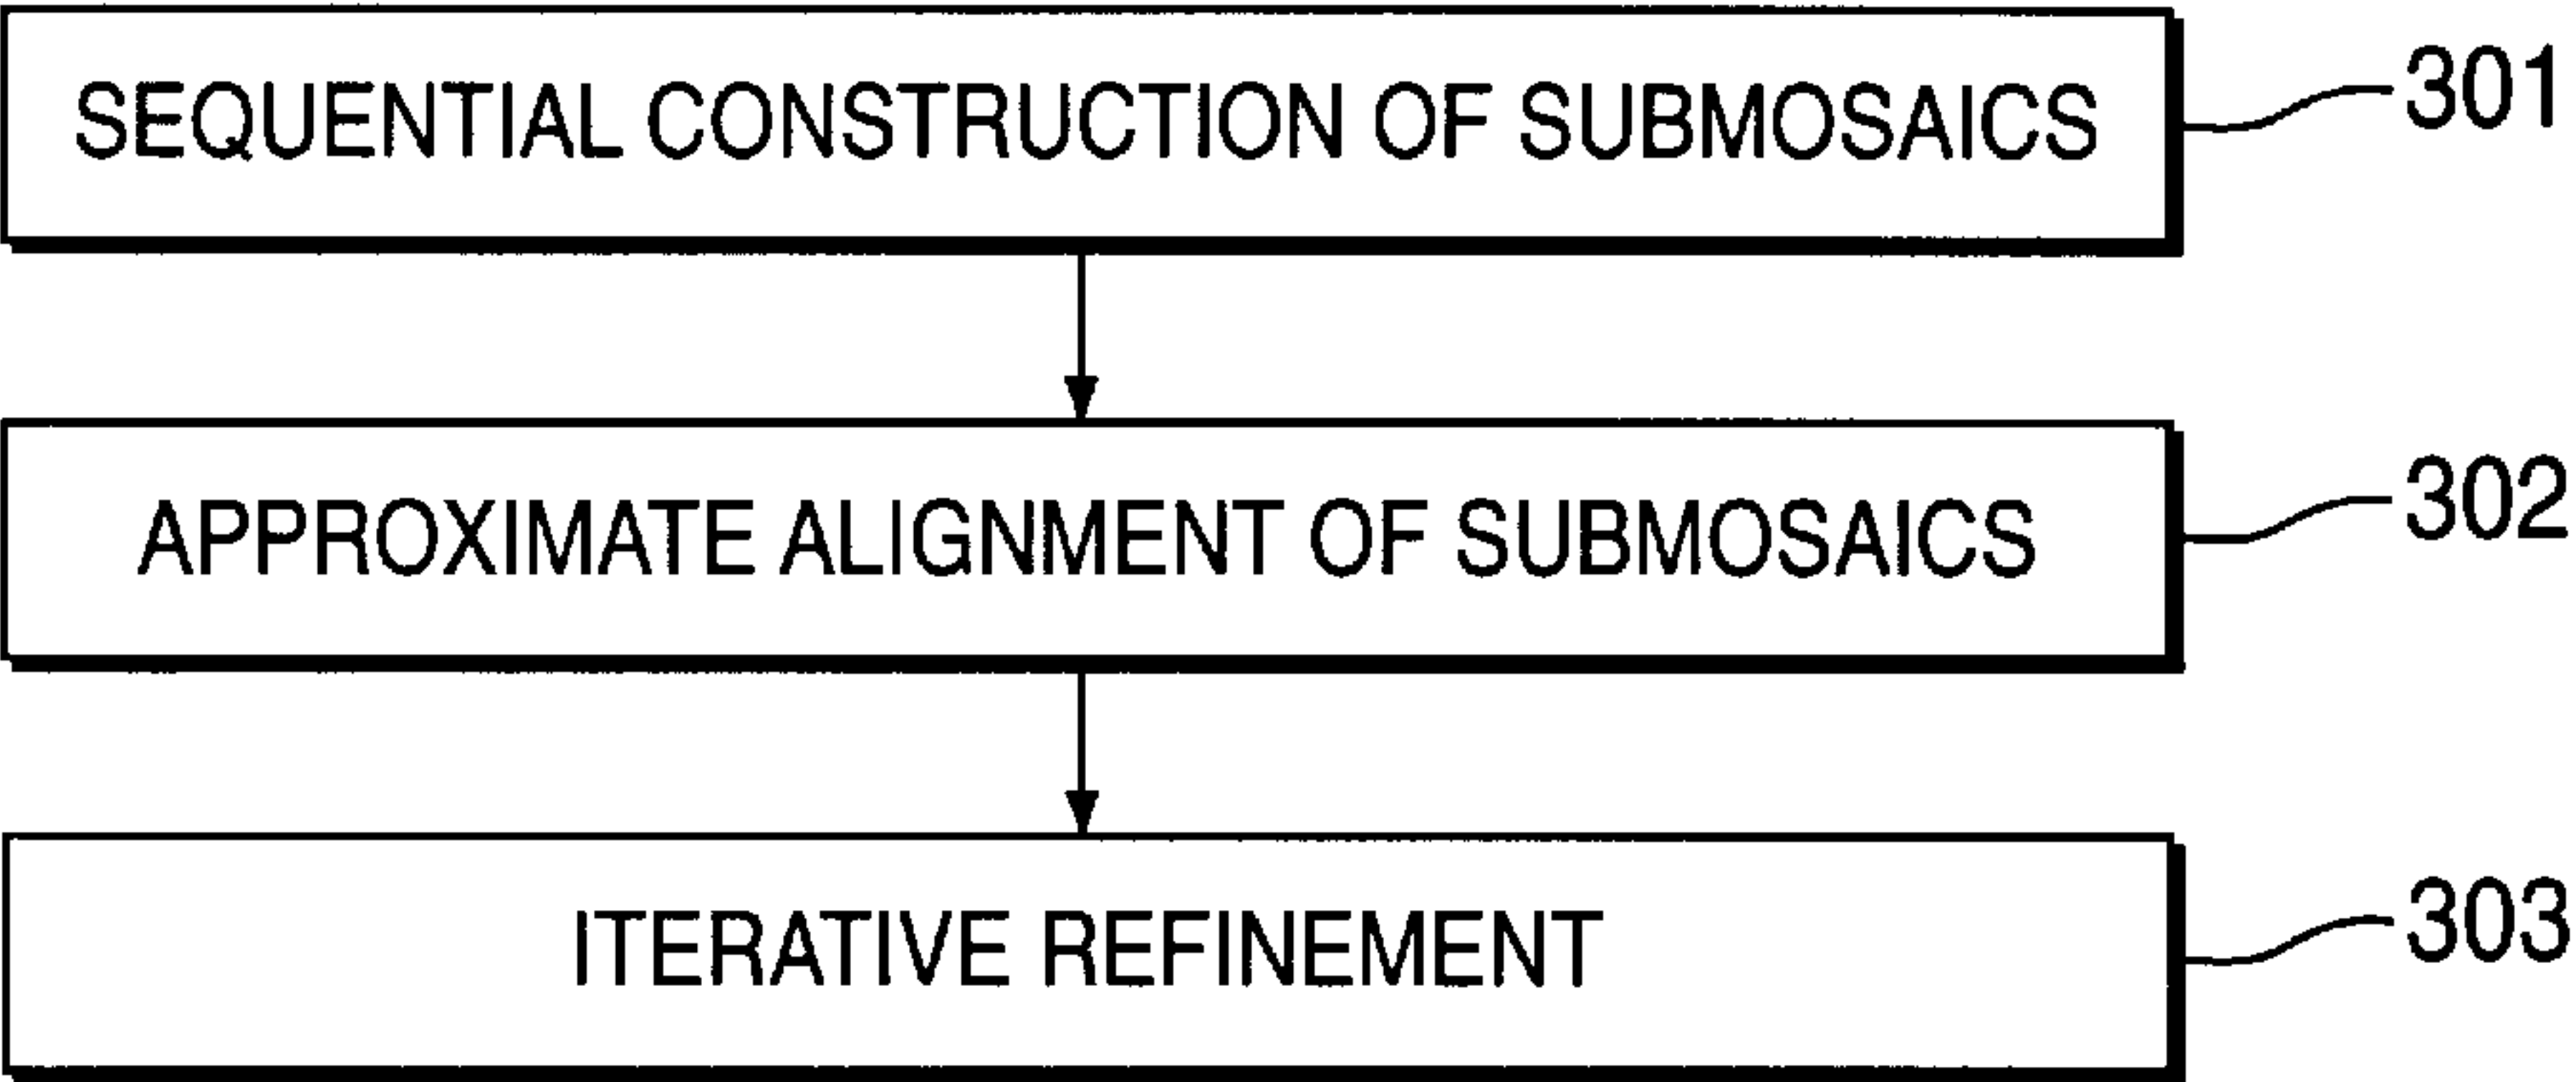 SEQUENTIAL CONSTRUCTION OF SUBMOSAICS
301
APPROXIMATE ALIGNMENT OF SUBMOSAICS
302
ITERATIVE REFINEMENT
303